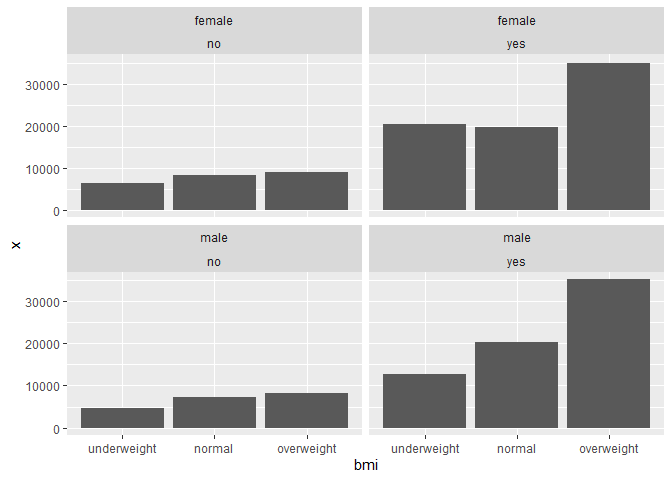 female
female
no
yes
30000
20000
10000
0
x
male
male
no
yes
30000
20000
10000
0
underweight
normal
overweight
underweight
normal
overweight
bmi